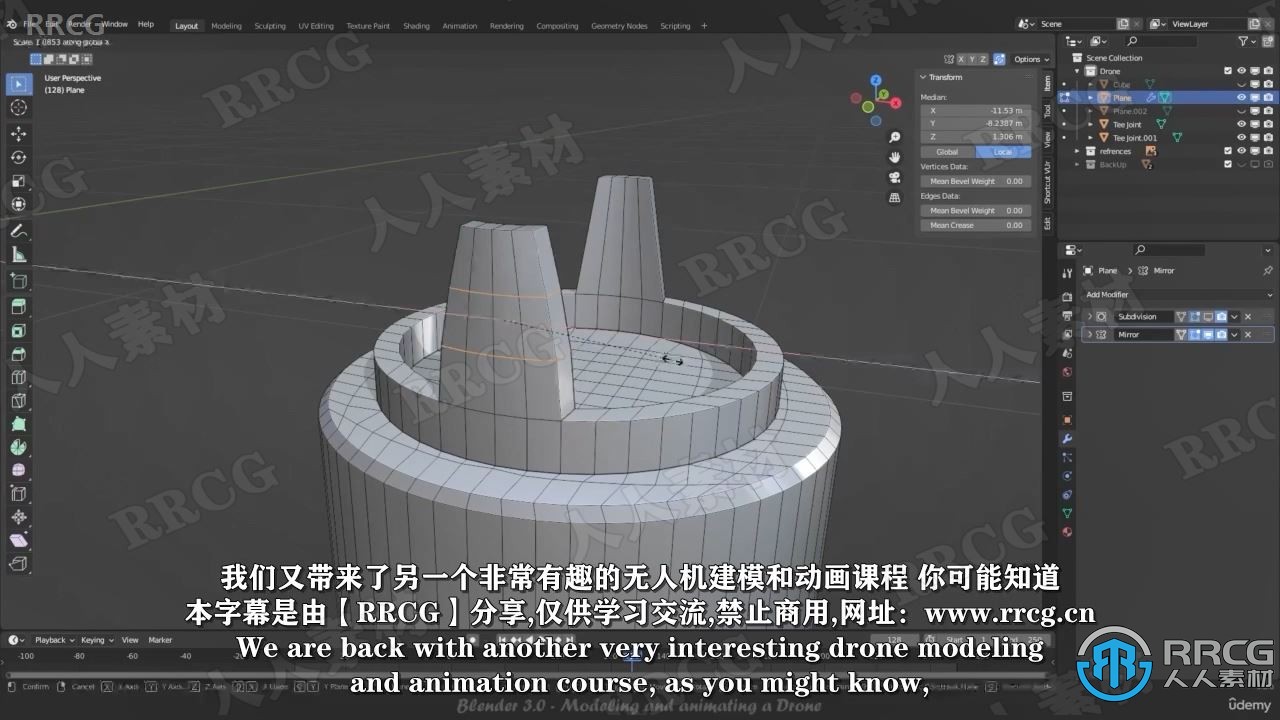 File Edit Render Window Help Layout Modeling Sculpting UV Editing Texture Paint Shading Animation Rendering Compositing Geometry Nodes Scripting + Scene ViewLayer
RRCG
Scale: 1.0853 along global X
X Y Z Options
User Perspective
(128) Plane
Transform
Median:
X -11.53 m
Y -8.2387 m
Z 1.306 m
Global Local
Vertices Data:
Mean Bevel Weight 0.00
Edges Data:
Mean Bevel Weight 0.00
Mean Crease 0.00
Item
Tool
View
Shortcut VUr
Edit
Scene Collection
Drone
Cube
Plane
Plane.002
Tee Joint
Tee Joint.001
refrences
BackUp
Plane > Mirror
Add Modifier
Subdivision
Mirror
RRCG
人人素材
我们又带来了另一个非常有趣的无人机建模和动画课程 你可能知道
本字幕是由【RRCG】分享,仅供学习交流,禁止商用,网址：www.rrcg.cn
Playback Keying View Marker
128 Start 1 End 250
-100 -80 -60 -40 -20 140
We are back with another very interesting drone modeling
and animation course, as you might know,
Confirm Cancel X X Axis Y Y Axis Z Z Axis
Blender 3.0 - Modeling and animating a Drone
RRCG
人人素材
ûdemy